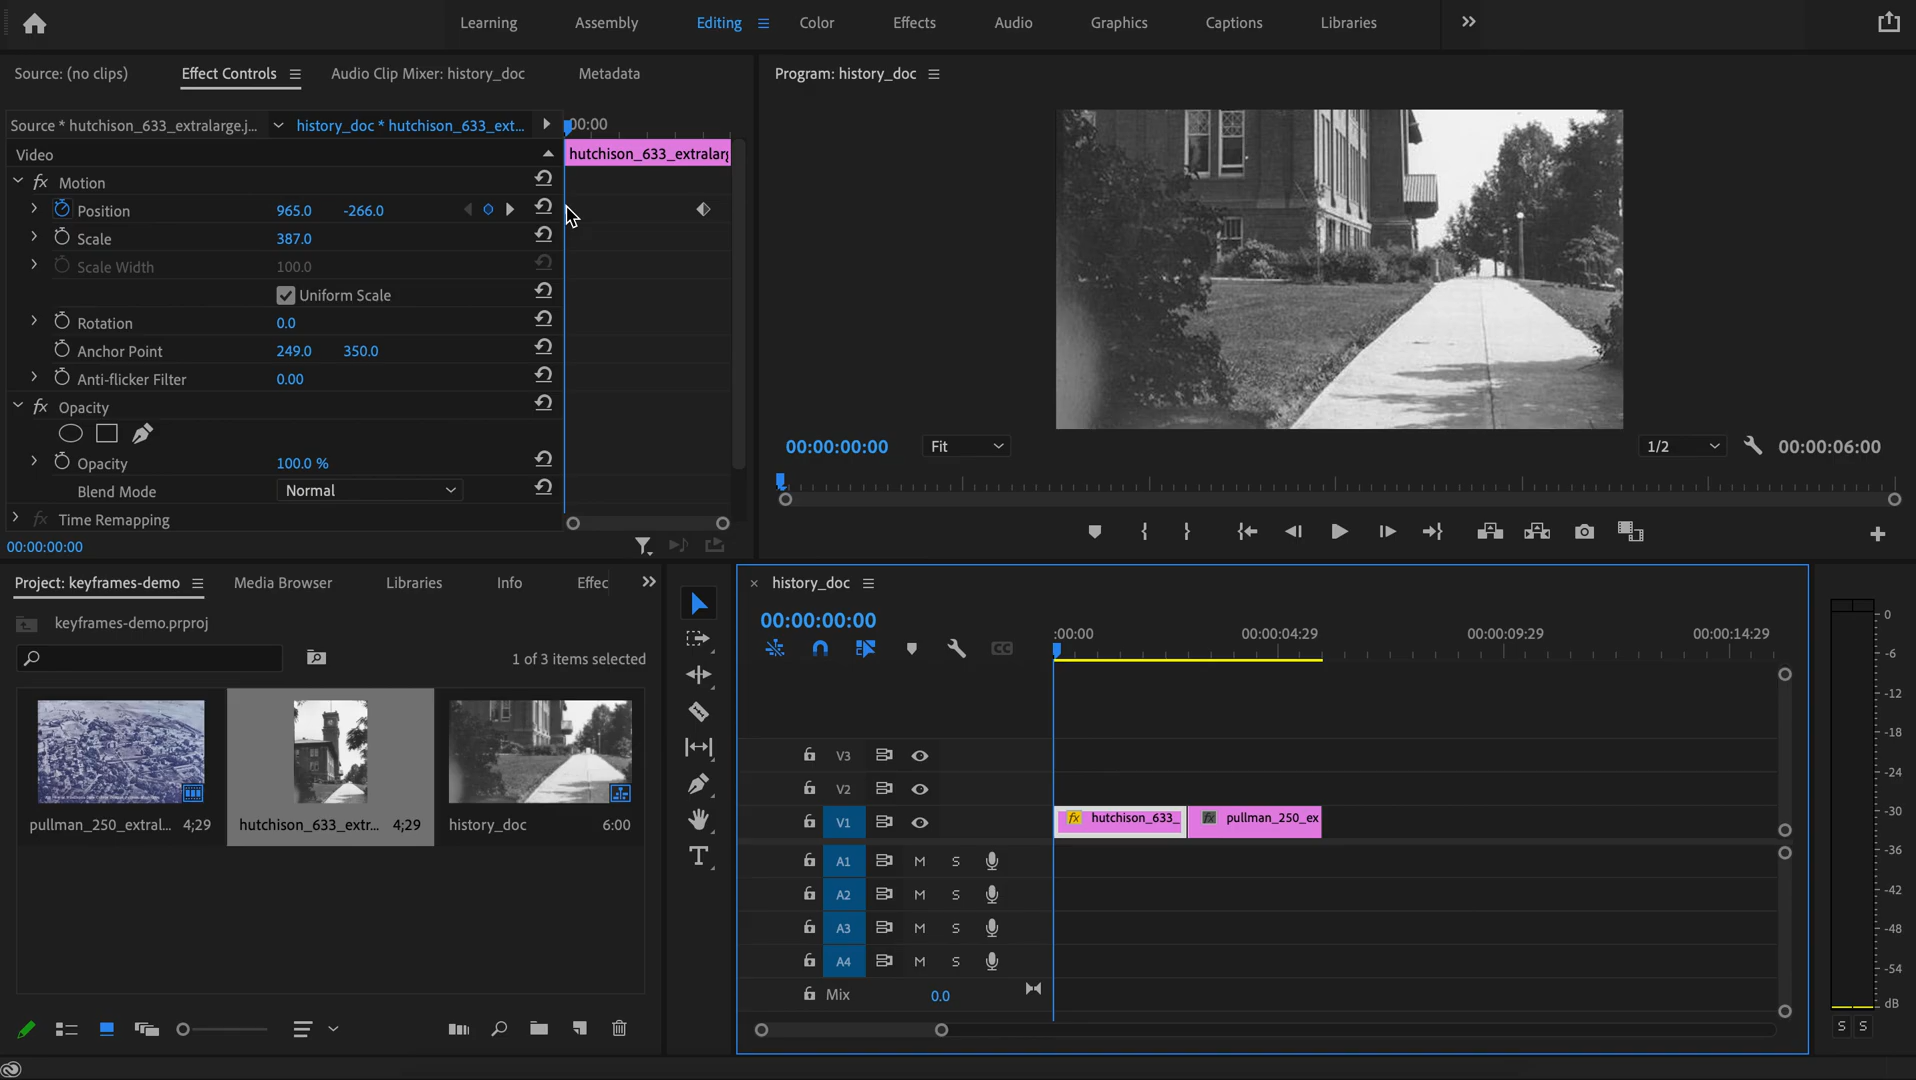 Learning Assembly Editing Color Effects Audio Graphics Captions Libraries
Source: (no clips) Effect Controls Audio Clip Mixer: history_doc Metadata
Source * hutchison_633_extralarge.j... history_doc * hutchison_633_ext... :00:00
Video hutchison_633_extralarg
fx Motion
Position 965.0 -266.0
Scale 387.0
Scale Width 100.0
Uniform Scale
Rotation 0.0
Anchor Point 249.0 350.0
Anti-flicker Filter 0.00
fx Opacity
Opacity 100.0 %
Blend Mode Normal
fx Time Remapping
00:00:00:00
Program: history_doc
00:00:00:00 Fit 1/2 00:00:06:00
Project: keyframes-demo Media Browser Libraries Info Effec
keyframes-demo.prproj
1 of 3 items selected
pullman_250_extral... 4;29 hutchison_633_extr... 4;29 history_doc 6:00
× history_doc
00:00:00:00
:00:00 00:00:04:29 00:00:09:29 00:00:14:29
CC
V3
V2
V1 fx hutchison_633_ fx pullman_250_ex
A1 M S
A2 M S
A3 M S
A4 M S
Mix 0.0
0
-6
-12
-18
-24
-30
-36
-42
-48
-54
dB
S S